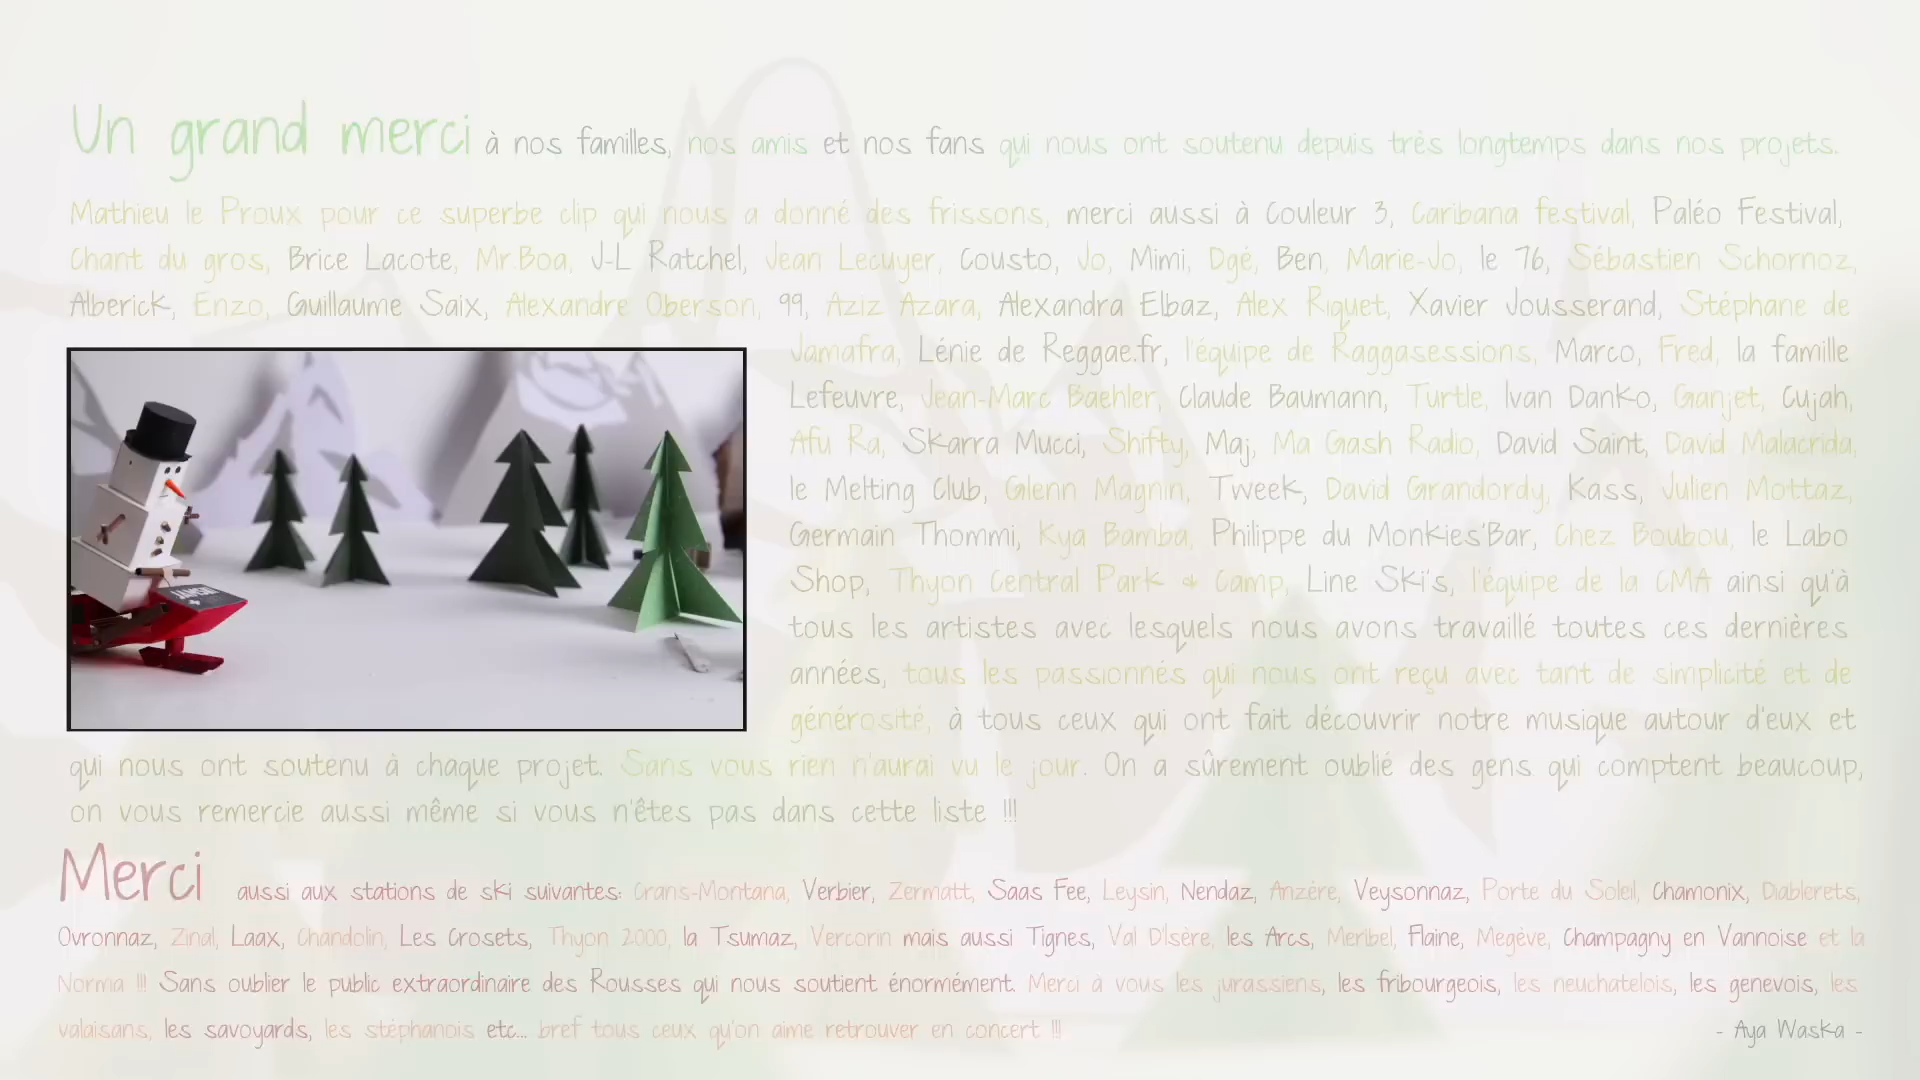 Un grand merci à nos familles, nos amis et nos fans qui nous ont soutenu depuis très longtemps dans nos projets.
Mathieu le Proux pour ce superbe clip qui nous a donné des frissons, merci aussi à Couleur 3, Caribana festival, Paléo Festival,
Chant du gros, Brice Lacote, Mr.Boa, J-L Ratchel, Jean Lecuyer, Cousto, Jo, Mimi, Dgé, Ben, Marie-Jo, le 76, Sébastien Schornoz,
Alberick, Enzo, Guillaume Saix, Alexandre Oberson, 99, Aziz Azara, Alexandra Elbaz, Alex Riguet, Xavier Jousserand, Stéphane de
Jamafra, Lénie de Reggae.fr, l'équipe de Raggasessions, Marco, Fred, la famille
Lefeuvre, Jean-Marc Baehler, Claude Baumann, Turtle, Ivan Danko, Ganjet, Cujah,
Afu Ra, Skarra Mucci, Shifty, Maj, Ma Gash Radio, David Saint, David Malacrida,
le Melting Club, Glenn Magnin, Tweek, David Grandordy, Kass, Julien Mottaz,
Germain Thommi, Kya Bamba, Philippe du Monkies'Bar, Chez Boubou, le Labo
Shop, Thyon Central Park & Camp, Line Ski's, l'équipe de la CMA ainsi qu'à
tous les artistes avec lesquels nous avons travaillé toutes ces dernières
années, tous les passionnés qui nous ont reçu avec tant de simplicité et de
générosité, à tous ceux qui ont fait découvrir notre musique autour d'eux et
qui nous ont soutenu à chaque projet. Sans vous rien n'aurai vu le jour. On a sûrement oublié des gens qui comptent beaucoup,
on vous remercie aussi même si vous n'êtes pas dans cette liste !!!
Merci aussi aux stations de ski suivantes: Crans-Montana, Verbier, Zermatt, Saas Fee, Leysin, Nendaz, Anzére, Veysonnaz, Porte du Soleil, Chamonix, Diablerets,
Ovronnaz, Zinal, Laax, Chandolin, Les Crosets, Thyon 2000, la Tsumaz, Vercorin mais aussi Tignes, Val D'Isère, les Arcs, Meribel, Flaine, Megève, Champagny en Vannoise et la
Norma !!! Sans oublier le public extraordinaire des Rousses qui nous soutient énormément. Merci à vous les jurassiens, les fribourgeois, les neuchatelois, les genevois, les
valaisans, les savoyards, les stéphanois etc... bref tous ceux qu'on aime retrouver en concert !!!
- Aya Waska -